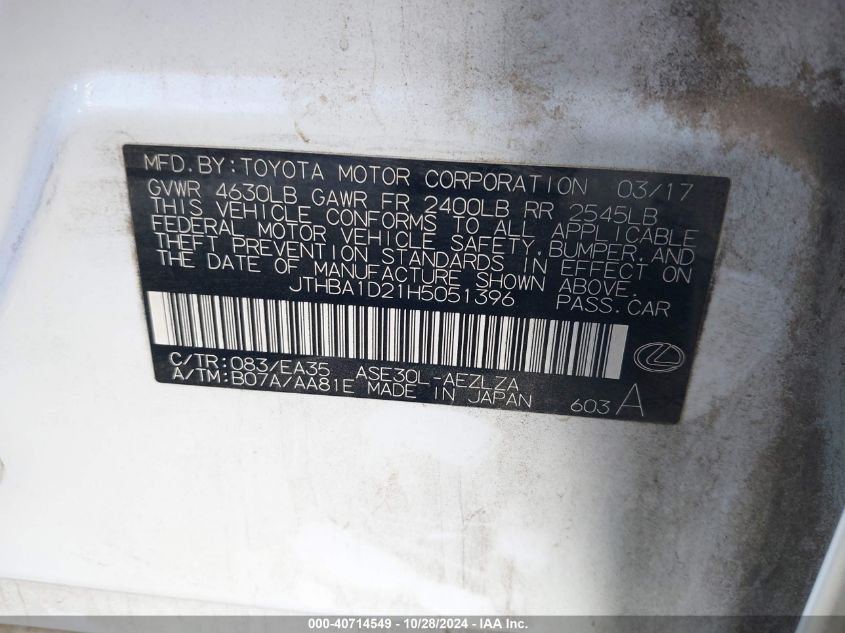 MFD. BY: TOYOTA MOTOR CORPORATION 03/17
GVWR 4630LB GAWR FR 2400LB RR 2545LB
THIS VEHICLE CONFORMS TO ALL APPLICABLE
FEDERAL MOTOR VEHICLE SAFETY, BUMPER, AND
THEFT PREVENTION STANDARDS IN EFFECT ON
THE DATE OF MANUFACTURE SHOWN ABOVE.
JTHBA1D21H5051396 PASS. CAR
C/TR: 083/EA35 ASE30L-AEZLZA
A/TM: B07A/AA81E MADE IN JAPAN 603 A
000-40714549 | 10/28/2024 - IAA Inc.